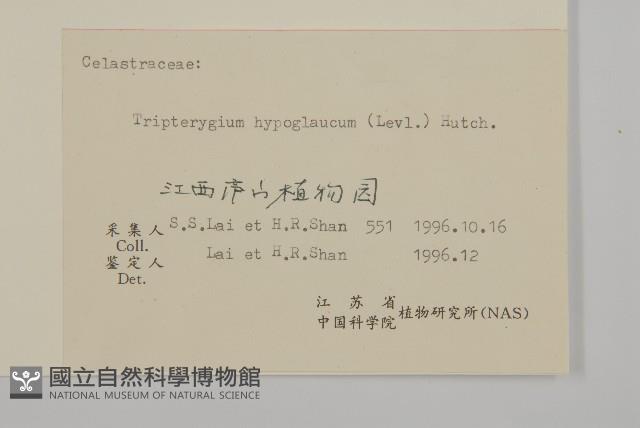 Celastraceae:
Tripterygium hypoglaucum (Levl.) Hutch.
江西庐山植物园
采集人 S.S.Lai et H.R.Shan 551 1996.10.16
Coll.
鉴定人 Lai et H.R.Shan 1996.12
Det.
江苏省
中国科学院 植物研究所(NAS)
國立自然科學博物館
NATIONAL MUSEUM OF NATURAL SCIENCE